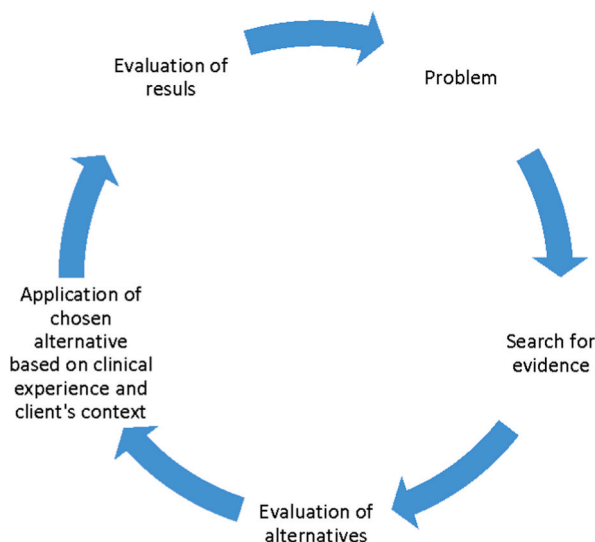 Evaluation of
resuls
Problem
Search for
evidence
Evaluation of
alternatives
Application of
chosen
alternative
based on clinical
experience and
client's context